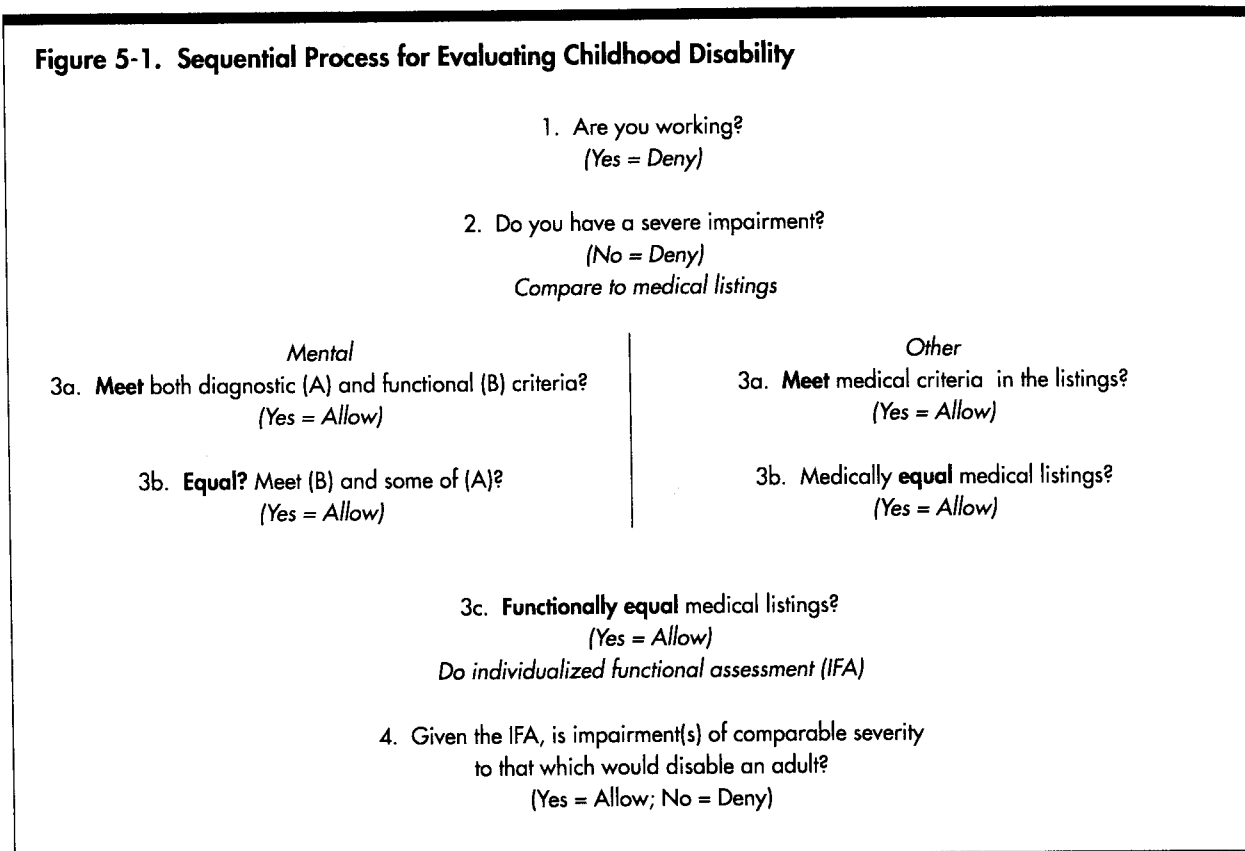 Figure 5-1. Sequential Process for Evaluating Childhood Disability
1. Are you working?
(Yes = Deny)
2. Do you have a severe impairment?
(No = Deny)
Compare to medical listings
Mental
3a. Meet both diagnostic (A) and functional (B) criteria?
(Yes = Allow)
3b. Equal? Meet (B) and some of (A)?
(Yes = Allow)
Other
3a. Meet medical criteria in the listings?
(Yes = Allow)
3b. Medically equal medical listings?
(Yes = Allow)
3c. Functionally equal medical listings?
(Yes = Allow)
Do individualized functional assessment (IFA)
4. Given the IFA, is impairment(s) of comparable severity
to that which would disable an adult?
(Yes = Allow; No = Deny)